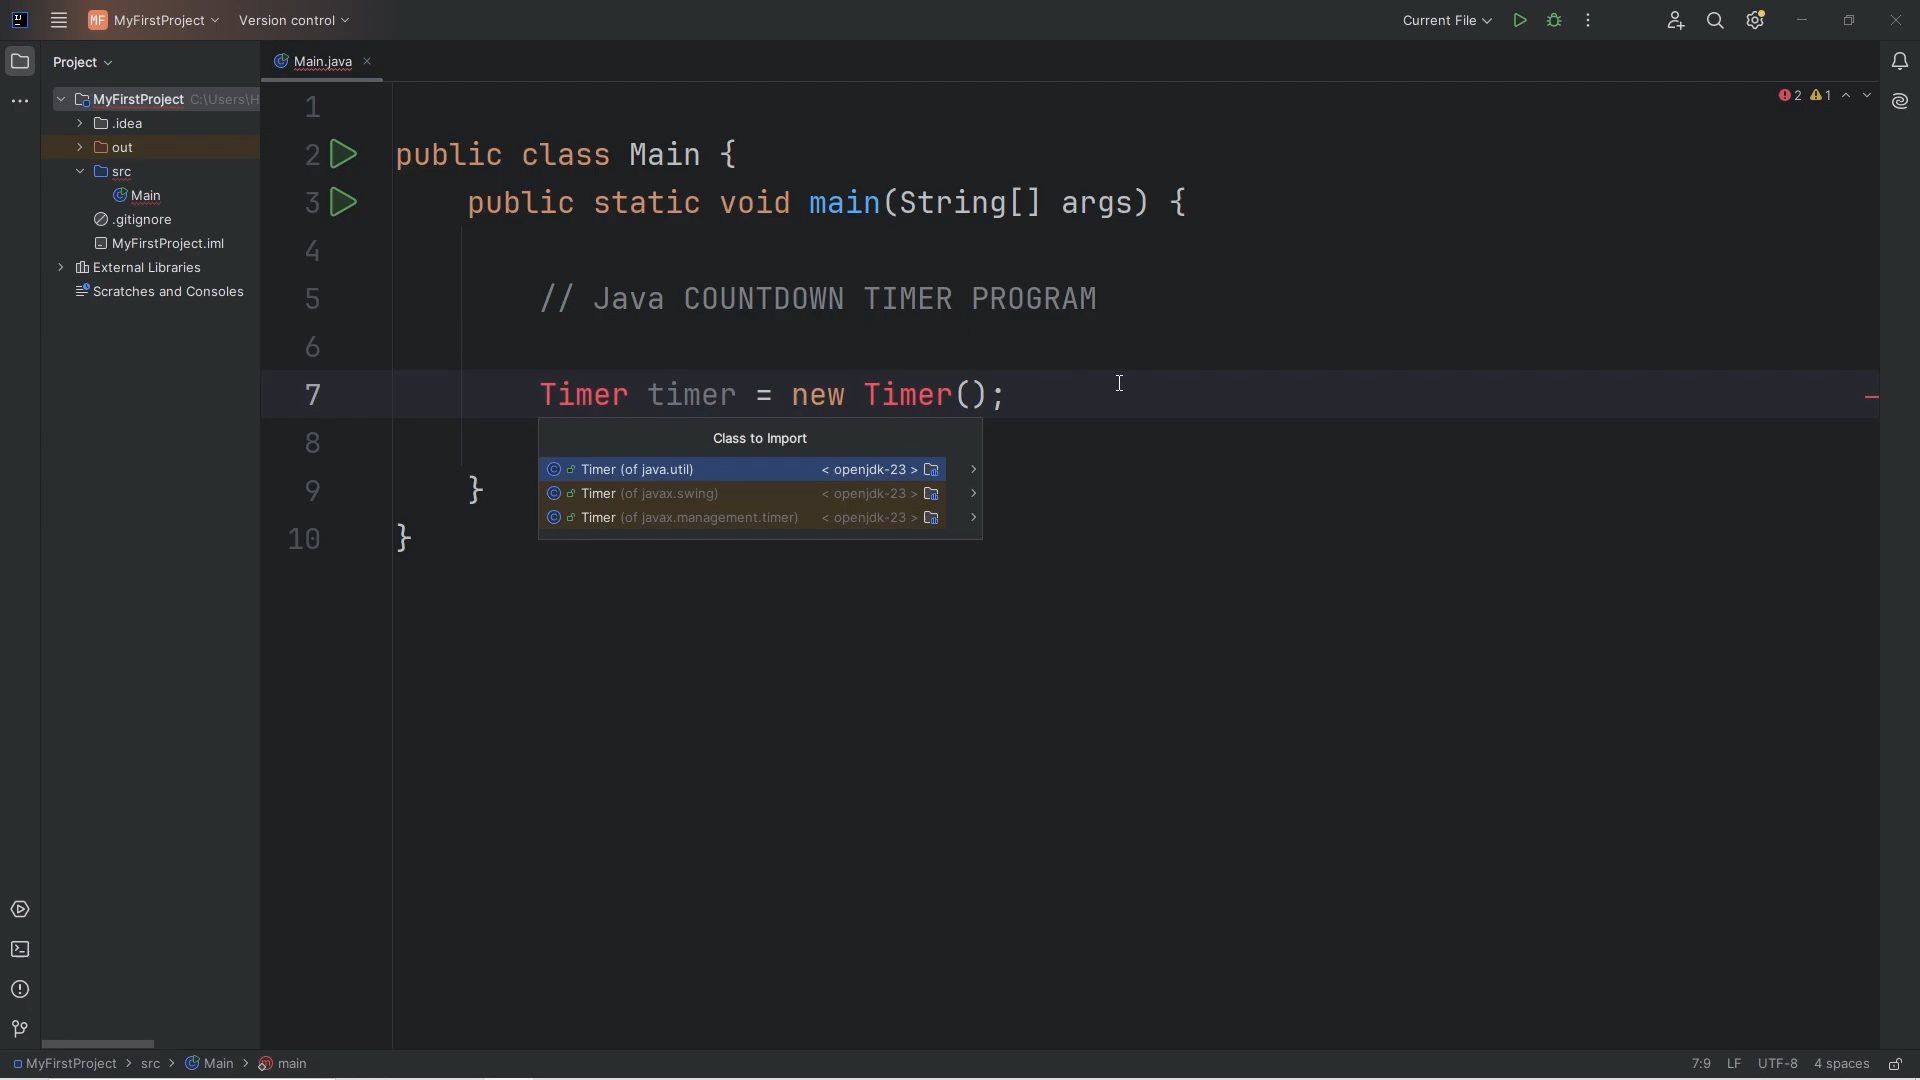 MF MyFirstProject Version control Current File
Project
Main.java
MyFirstProject C:\Users\H
.idea
out
src
Main
.gitignore
MyFirstProject.iml
External Libraries
Scratches and Consoles
2 1
1
2 public class Main {
3 public static void main(String[] args) {
4
5 // Java COUNTDOWN TIMER PROGRAM
6
7 Timer timer = new Timer();
8
9 }
10 }
Class to Import
Timer (of java.util) < openjdk-23 >
Timer (of javax.swing) < openjdk-23 >
Timer (of javax.management.timer) < openjdk-23 >
MyFirstProject > src > Main > main 7:9 LF UTF-8 4 spaces